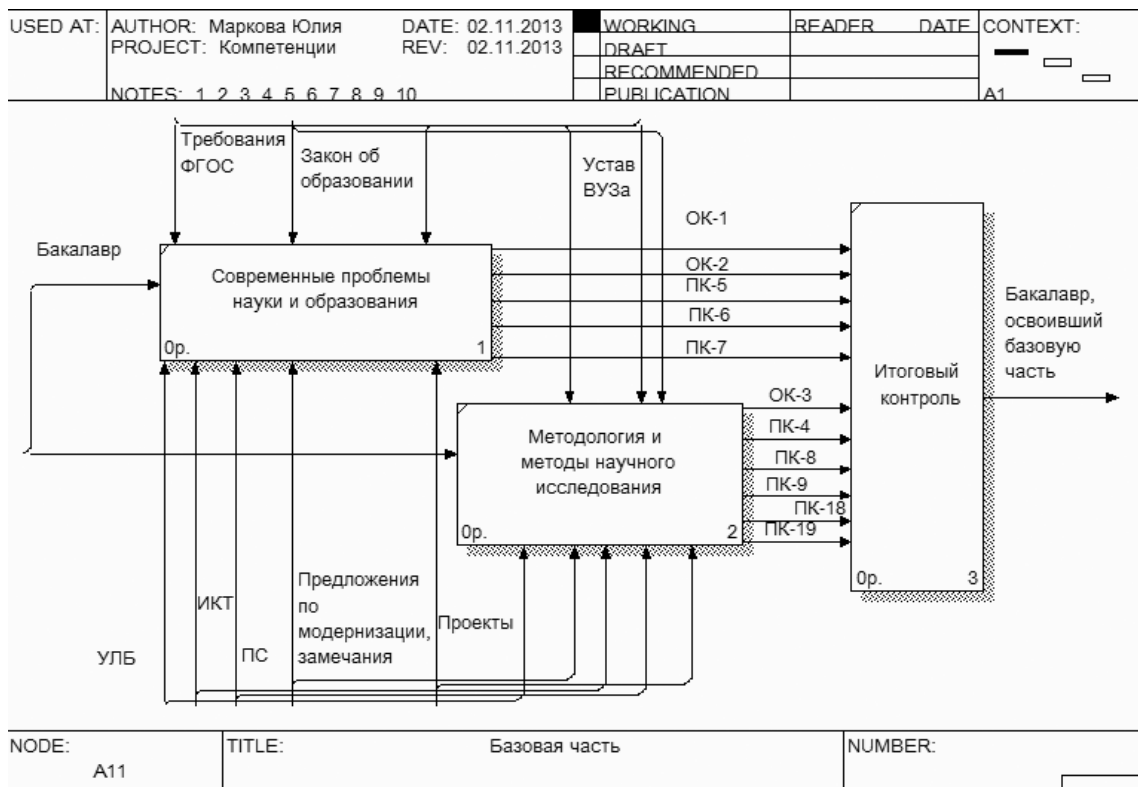 USED AT:
AUTHOR: Маркова Юлия
DATE: 02.11.2013
PROJECT: Компетенции
REV: 02.11.2013
NOTES: 1 2 3 4 5 6 7 8 9 10
WORKING
DRAFT
RECOMMENDED
PUBLICATION
READER
DATE
CONTEXT:
A1
Требования
ФГОС
Закон об
образовании
Устав
ВУЗа
Бакалавр
Современные проблемы
науки и образования
0р.
1
ОК-1
ОК-2
ПК-5
ПК-6
ПК-7
Методология и
методы научного
исследования
0р.
2
ОК-3
ПК-4
ПК-8
ПК-9
ПК-18
ПК-19
Итоговый
контроль
0р.
3
Бакалавр,
освоивший
базовую
часть
УЛБ
ИКТ
ПС
Предложения
по
модернизации,
замечания
Проекты
NODE:
A11
TITLE:
Базовая часть
NUMBER: